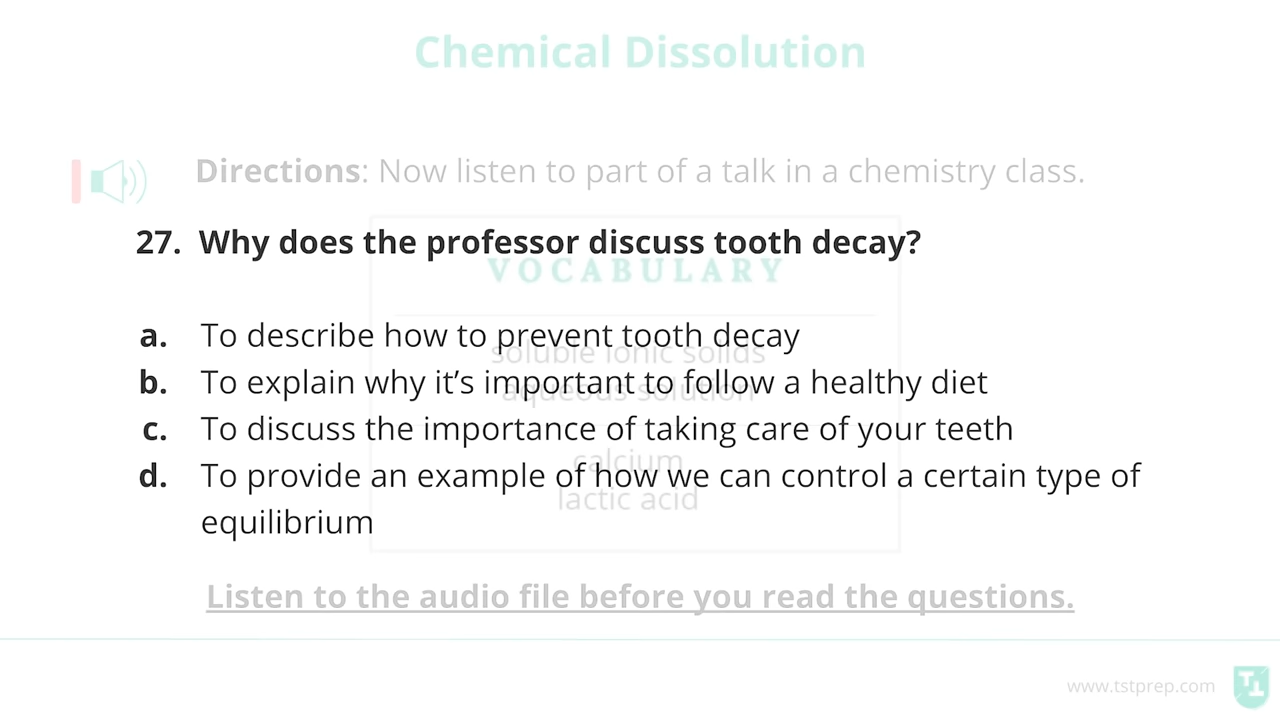 Chemical Dissolution
Directions: Now listen to part of a talk in a chemistry class.
27. Why does the professor discuss tooth decay?
VOCABULARY
a. To describe how to prevent tooth decay
soluble ionic solids
b. To explain why it's important to follow a healthy diet
aqueous solution
c. To discuss the importance of taking care of your teeth
calcium
d. To provide an example of how we can control a certain type of
lactic acid
equilibrium
Listen to the audio file before you read the questions.
www.tstprep.com